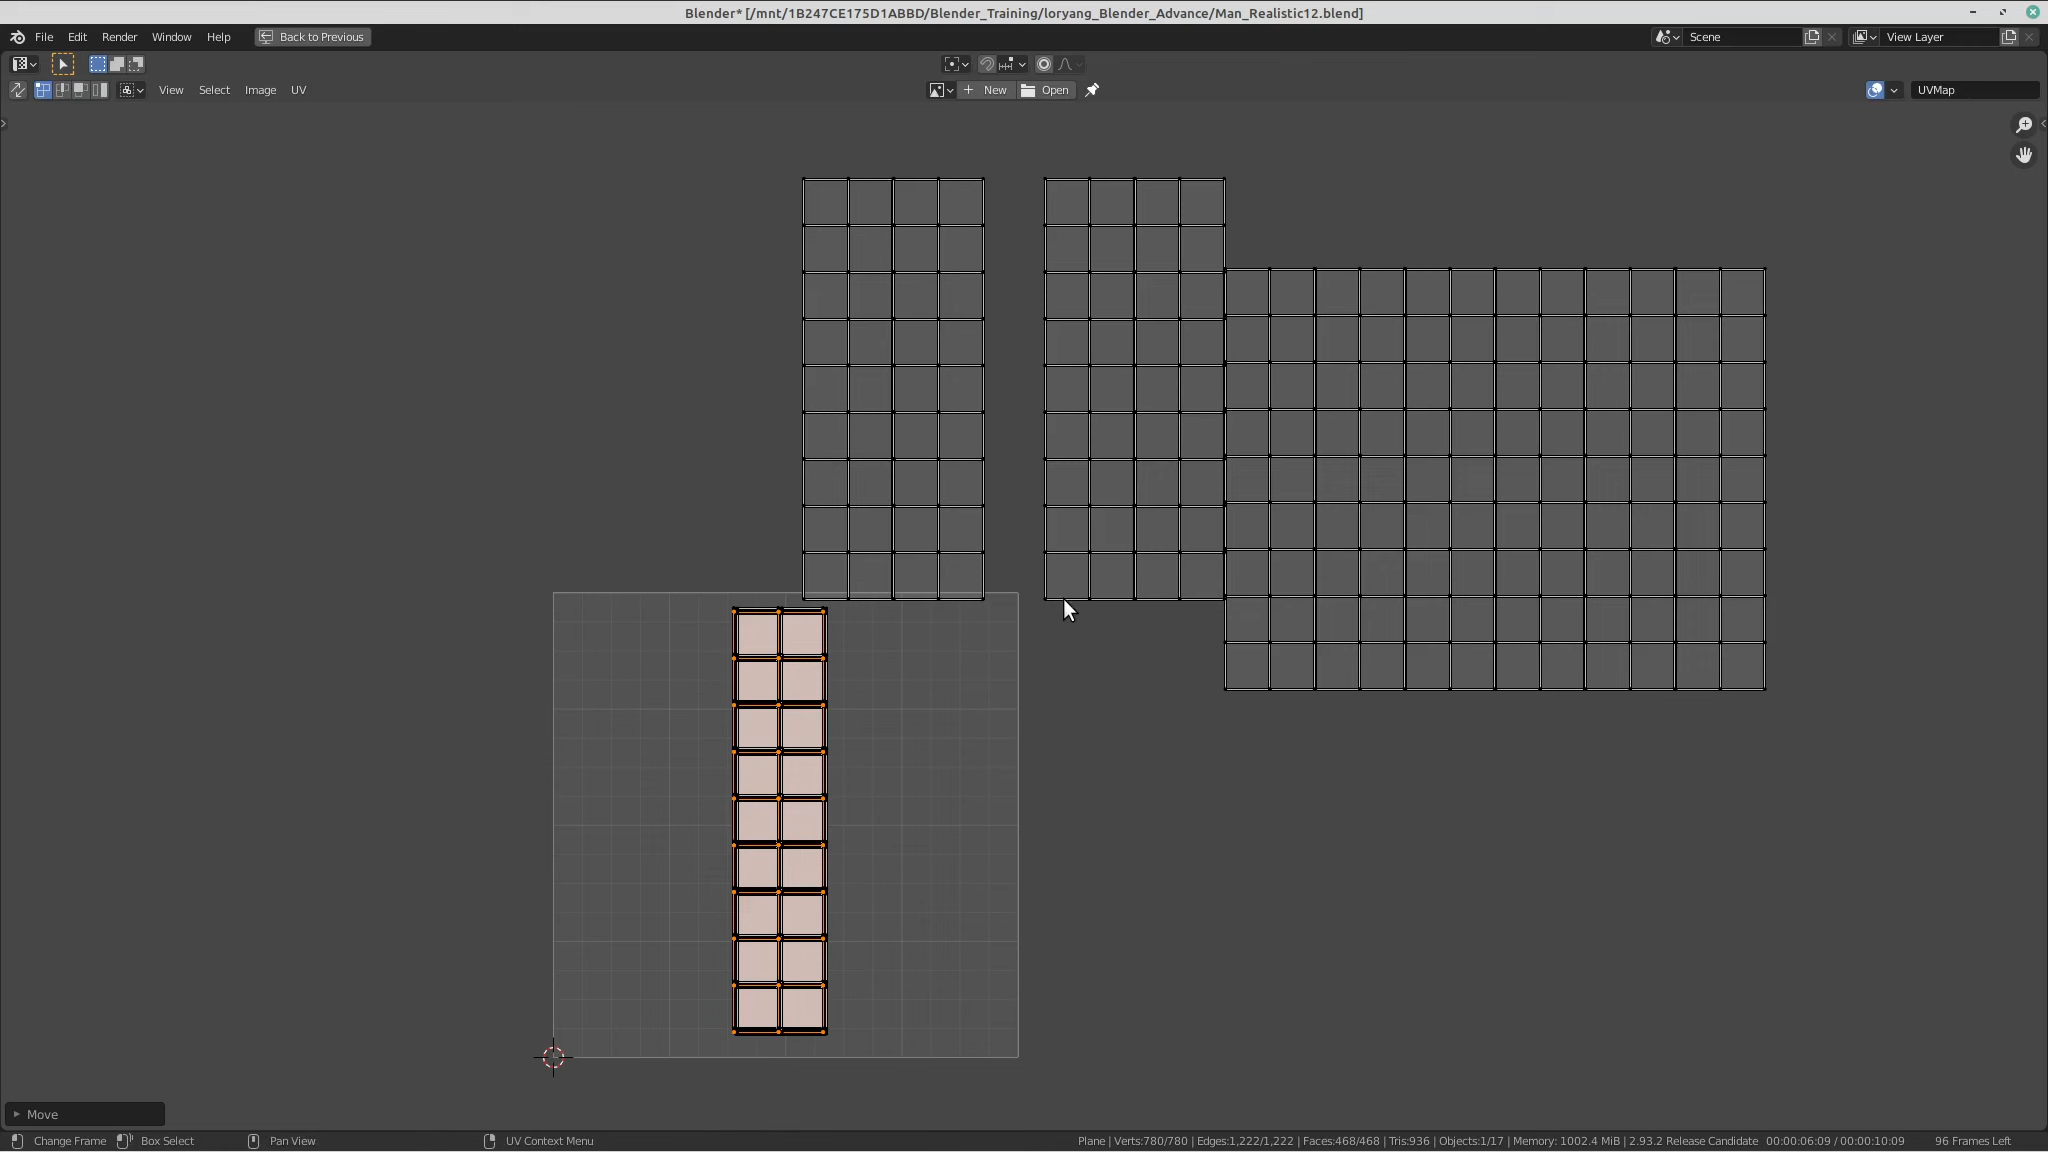 Blender* [/mnt/1B247CE175D1ABBD/Blender_Training/loryang_Blender_Advance/Man_Realistic12.blend]
File Edit Render Window Help Back to Previous Scene View Layer
View Select Image UV New Open UVMap
Move
Change Frame Box Select Pan View UV Context Menu Plane | Verts:780/780 | Edges:1,222/1,222 | Faces:468/468 | Tris:936 | Objects:1/17 | Memory: 1002.4 MiB | 2.93.2 Release Candidate 00:00:06:09 / 00:00:10:09 96 Frames Left